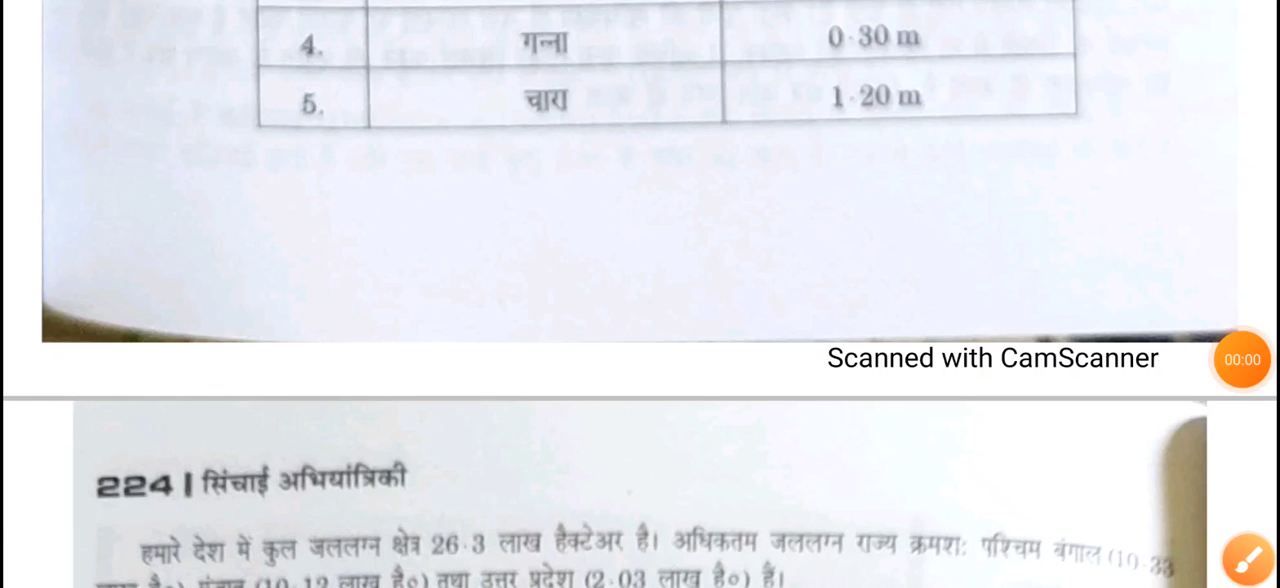 4. गन्ना 0·30 m
5. चारा 1·20 m
Scanned with CamScanner
00:00
224 | सिंचाई अभियांत्रिकी
हमारे देश में कुल जललग्न क्षेत्र 26·3 लाख हैक्टेअर है। अधिकतम जललग्न राज्य क्रमशः पश्चिम बंगाल (10·33
लाख है०) पंजाब (10·12 लाख है०) तथा उत्तर प्रदेश (2·03 लाख है०) हैं।